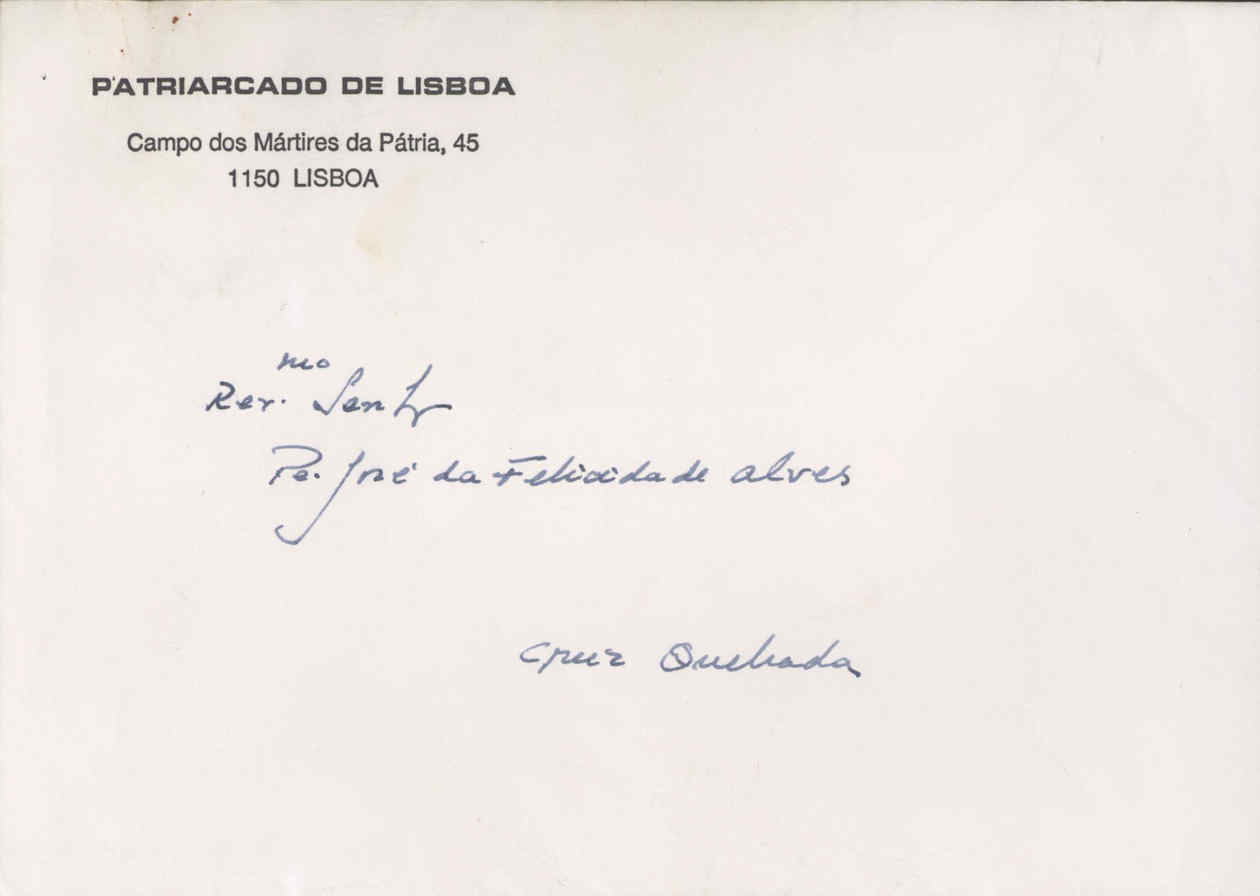 PATRIARCADO DE LISBOA
Campo dos Mártires da Pátria, 45
1150 LISBOA
Rev.mo Senhor
Pe. José da Felicidade Alves
Cruz Quebrada